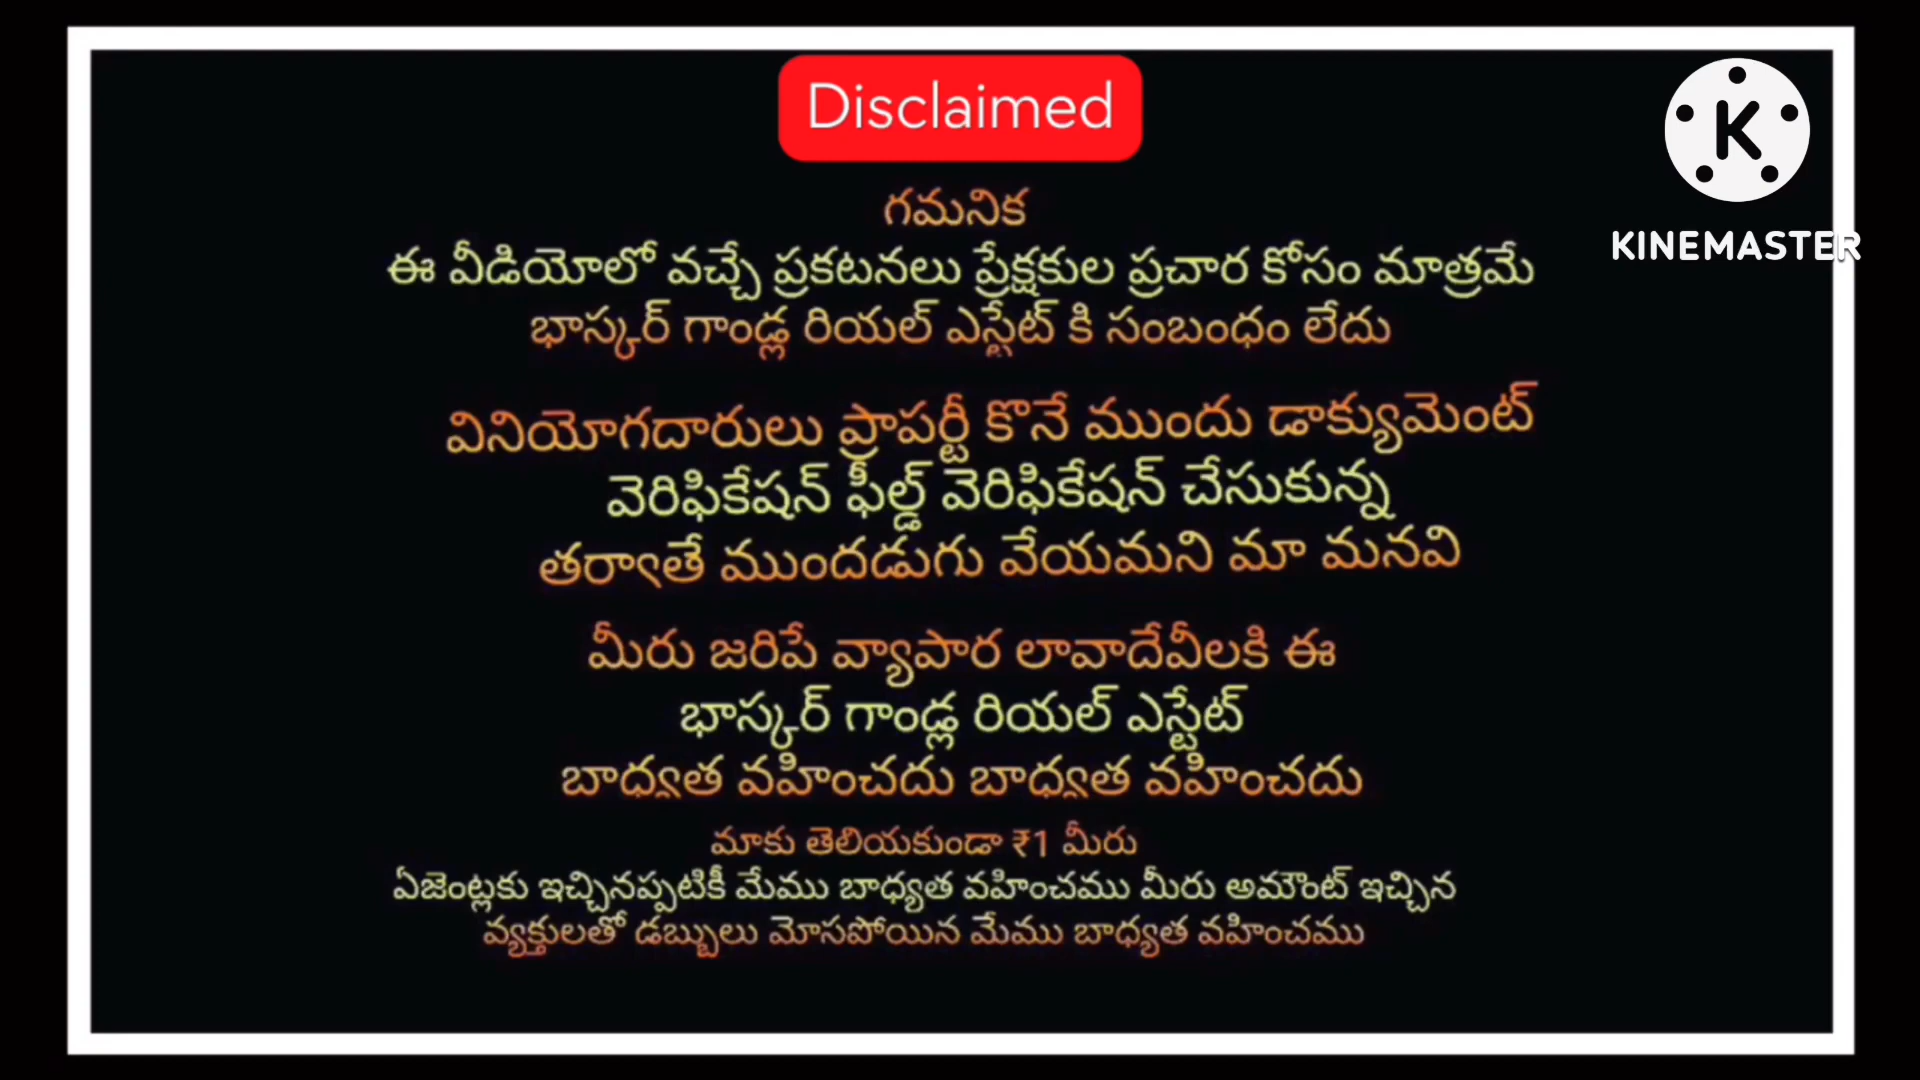 Disclaimed
K
KINEMASTER
గమనిక
ఈ వీడియోలో వచ్చే ప్రకటనలు ప్రేక్షకుల ప్రచార కోసం మాత్రమే
భాస్కర్ గాండ్ల రియల్ ఎస్టేట్ కి సంబంధం లేదు
వినియోగదారులు ప్రాపర్టీ కొనే ముందు డాక్యుమెంట్
వెరిఫికేషన్ ఫీల్డ్ వెరిఫికేషన్ చేసుకున్న
తర్వాతే ముందడుగు వేయమని మా మనవి
మీరు జరిపే వ్యాపార లావాదేవీలకి ఈ
భాస్కర్ గాండ్ల రియల్ ఎస్టేట్
బాధ్యత వహించదు బాధ్యత వహించదు
మాకు తెలియకుండా ₹1 మీరు
ఏజెంట్లకు ఇచ్చినప్పటికీ మేము బాధ్యత వహించము మీరు అమౌంట్ ఇచ్చిన
వ్యక్తులతో డబ్బులు మోసపోయిన మేము బాధ్యత వహించము